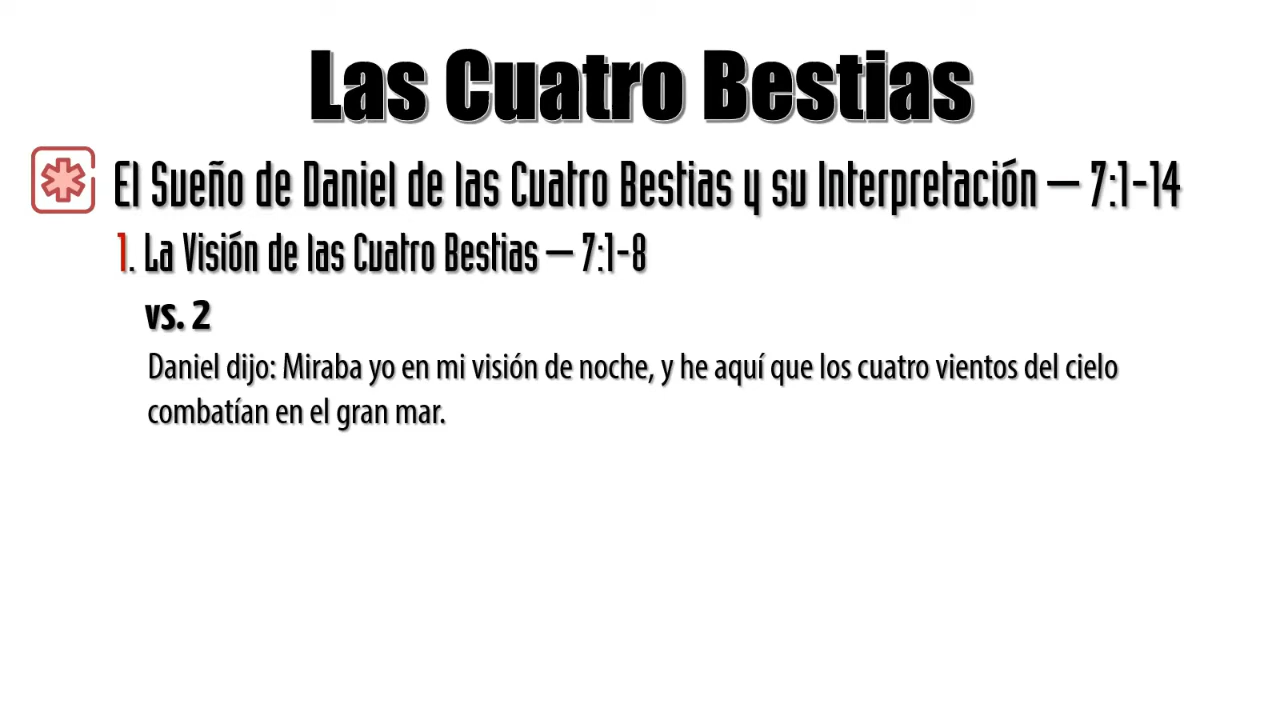 Las Cuatro Bestias
El Sueño de Daniel de las Cuatro Bestias y su Interpretación — 7:1-14
1. La Visión de las Cuatro Bestias — 7:1-8
vs. 2
Daniel dijo: Miraba yo en mi visión de noche, y he aquí que los cuatro vientos del cielo
combatían en el gran mar.